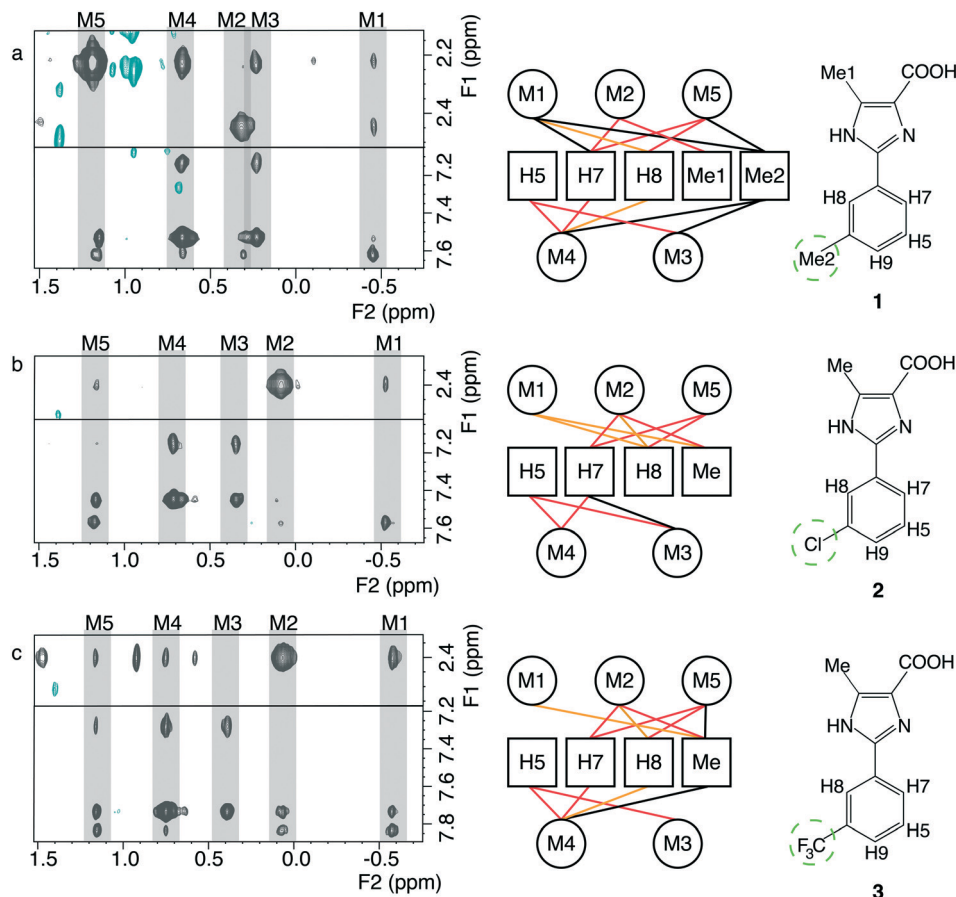 a
M5 M4 M2 M3 M1
2.2
2.4
7.2
7.4
7.6
F1 (ppm)
1.5 1.0 0.5 0.0 -0.5
F2 (ppm)
M1 M2 M5
H5 H7 H8 Me1 Me2
M4 M3
Me1 COOH
HN N
H8 H7
Me2 H5
H9
1
b
M5 M4 M3 M2 M1
2.4
7.2
7.4
7.6
F1 (ppm)
1.5 1.0 0.5 0.0 -0.5
F2 (ppm)
M1 M2 M5
H5 H7 H8 Me
M4 M3
Me COOH
HN N
H8 H7
Cl H5
H9
2
c
M5 M4 M3 M2 M1
2.4
7.2
7.4
7.6
7.8
F1 (ppm)
1.5 1.0 0.5 0.0 -0.5
F2 (ppm)
M1 M2 M5
H5 H7 H8 Me
M4 M3
Me COOH
HN N
H8 H7
F3C H5
H9
3